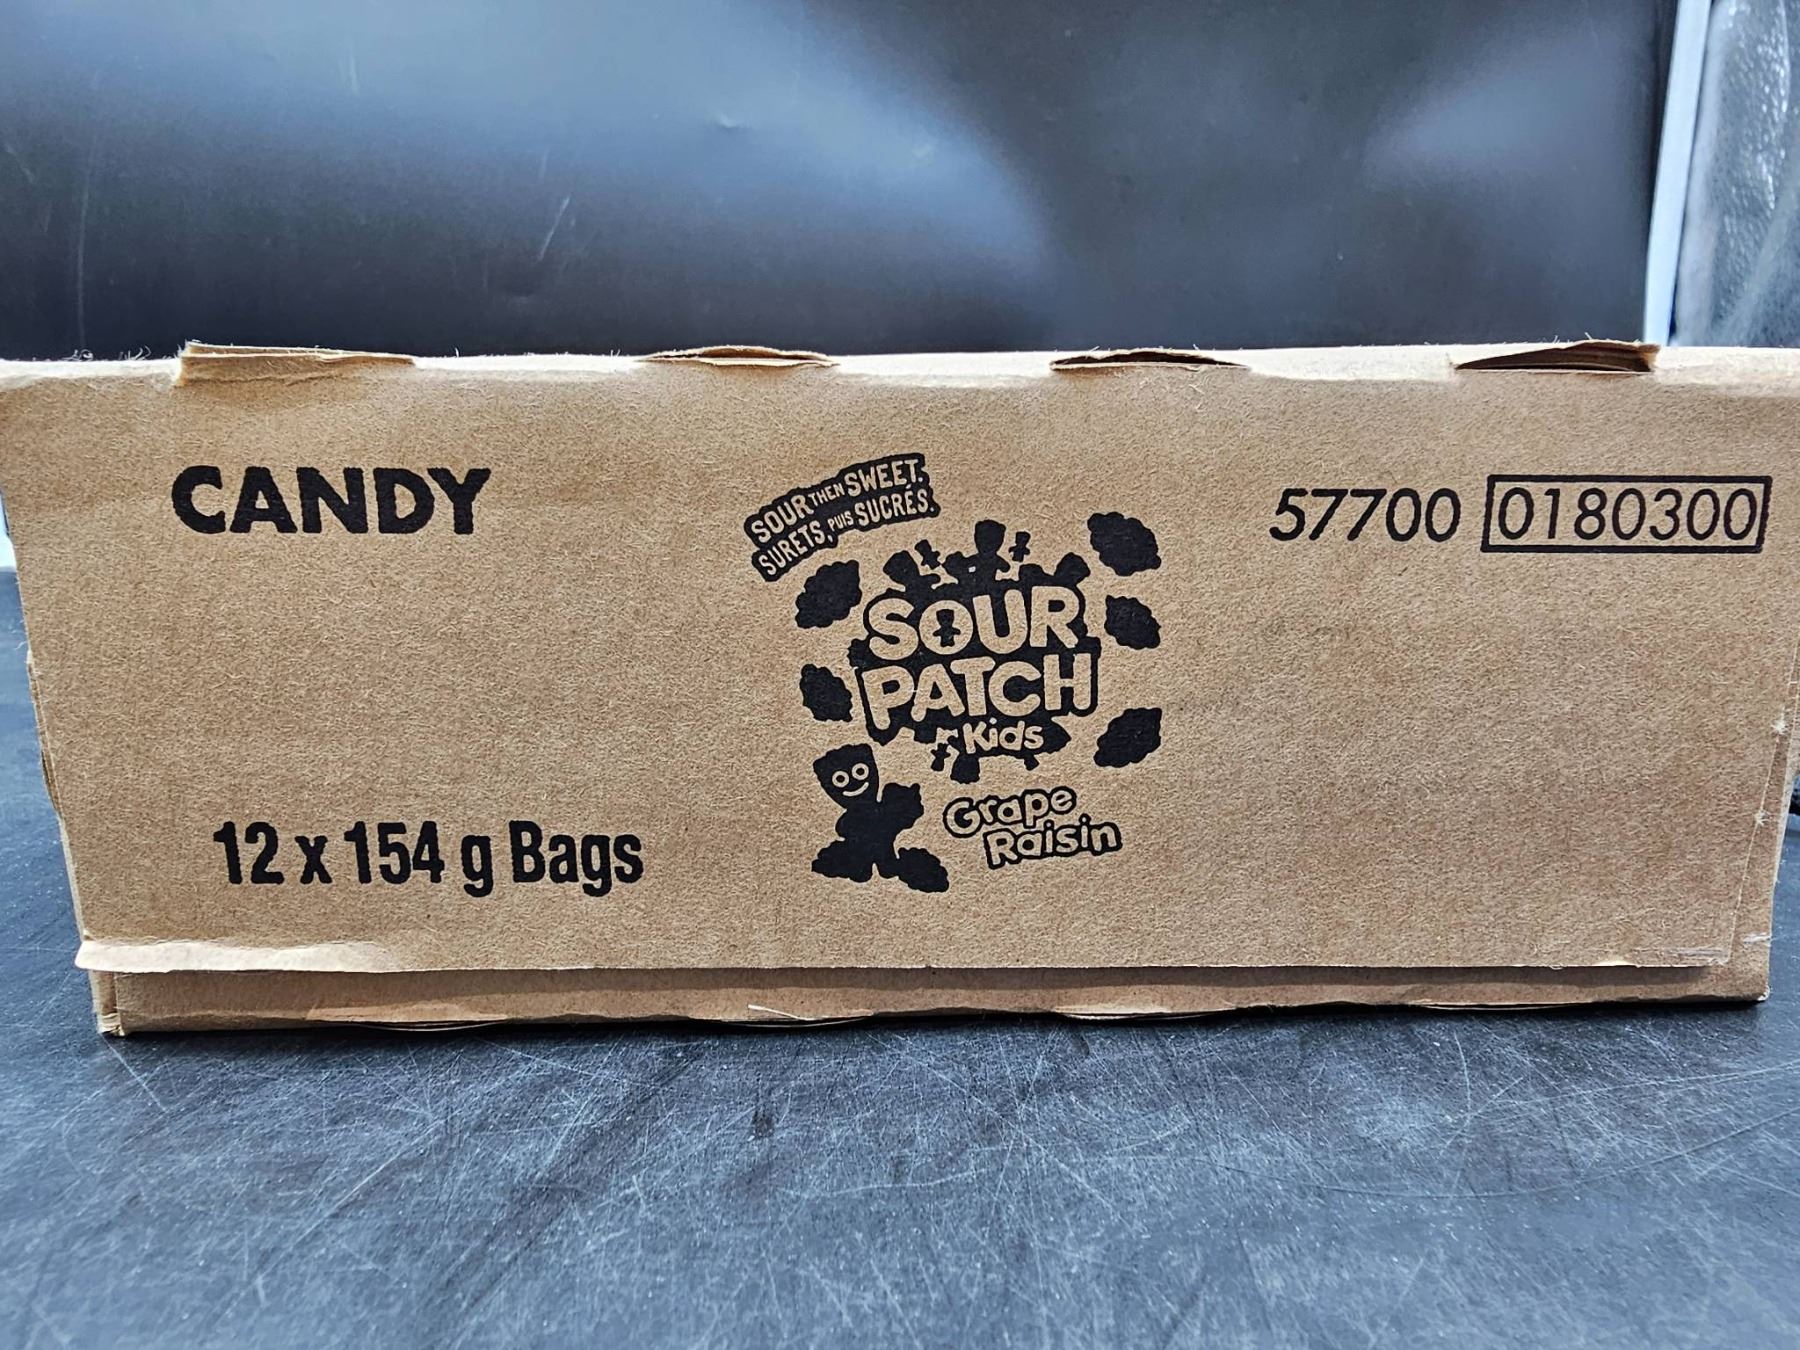 CANDY
SOUR THEN SWEET.
SURETS, PUIS SUCRÉS.
57700 0180300
SOUR
PATCH
Kids
Grape
Raisin
12 x 154 g Bags